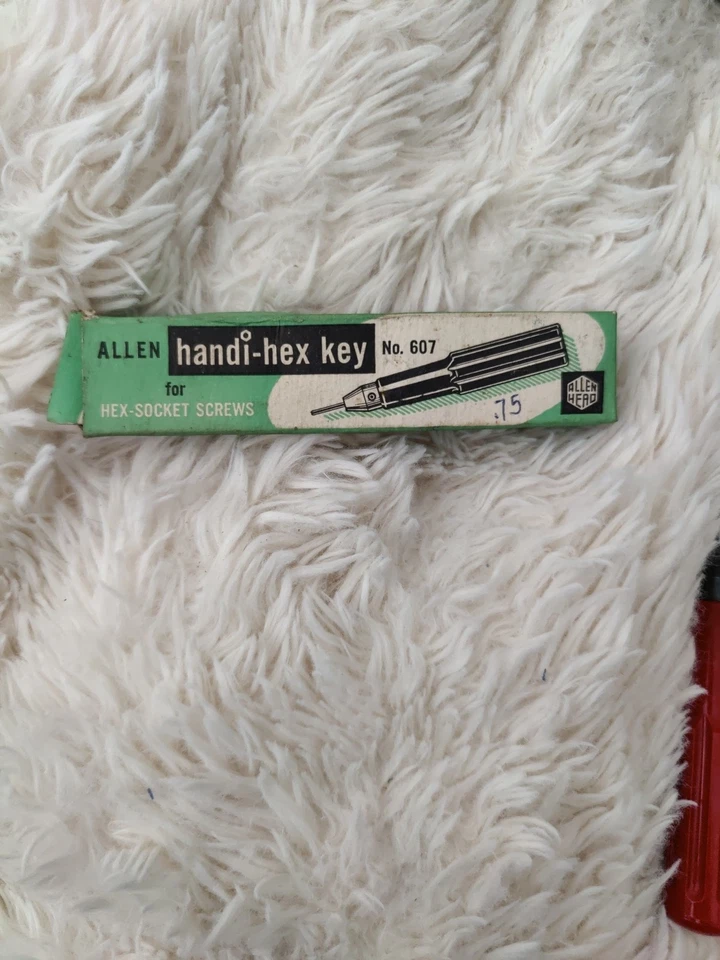 ALLEN handi-hex key No. 607
for
HEX-SOCKET SCREWS
.75
ALLEN
HEAD